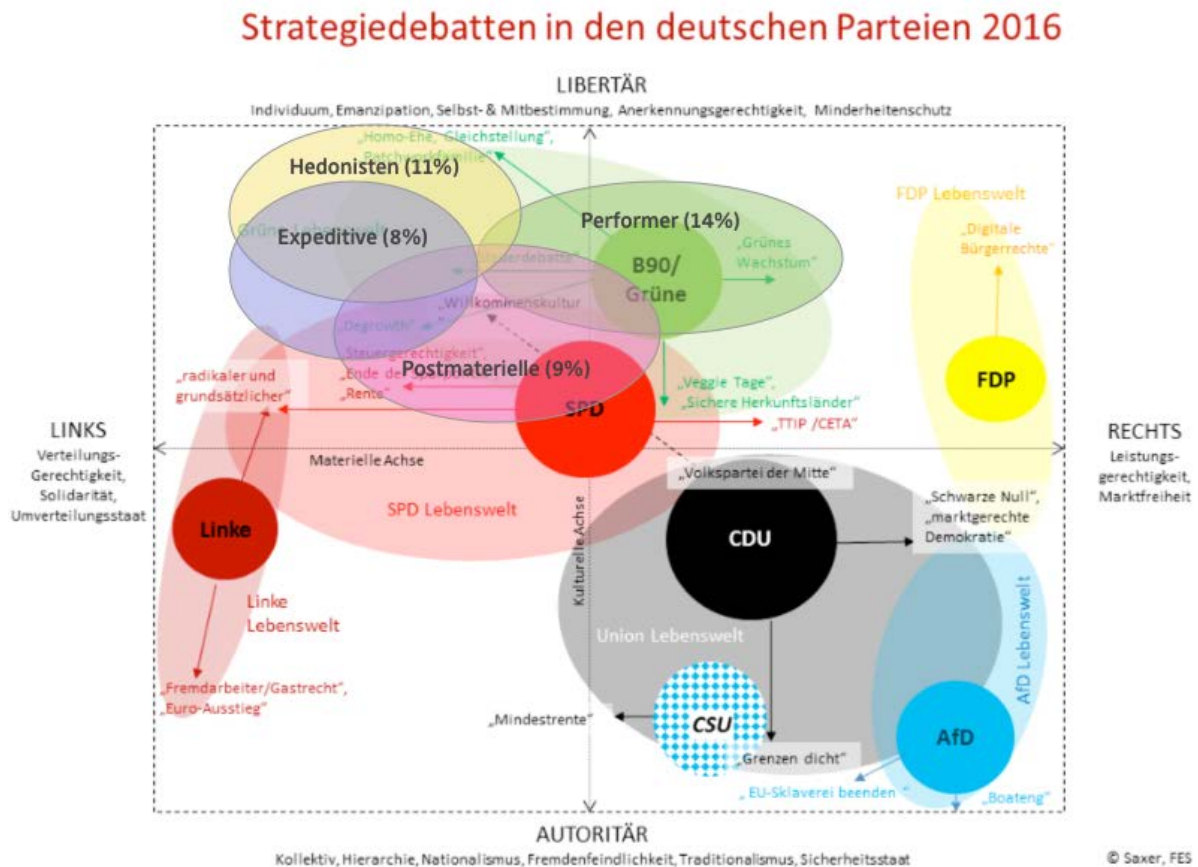 Strategiedebatten in den deutschen Parteien 2016
LIBERTÄR
Individuum, Emanzipation, Selbst- & Mitbestimmung, Anerkennungsgerechtigkeit, Minderheitenschutz
„Homo-Ehe, Gleichstellung",
Patchworkfamilie"
Hedonisten (11%)
FDP Lebenswelt
Performer (14%)
Expeditive (8%)
„Digitale
Bürgerrechte"
„Grünes
Wachstum"
B90/
Grüne
„Willkommenskultur
„Degrowth"
Steuergerechtigkeit",
Postmaterielle (9%)
„Ende der
„Rente"
„radikaler und
grundsätzlicher"
SPD
FDP
„Veggie Tage",
„Sichere Herkunftsländer"
„TTIP /CETA"
LINKS
Verteilungs-
Gerechtigkeit,
Solidarität,
Umverteilungsstaat
RECHTS
Leistungs-
gerechtigkeit,
Marktfreiheit
Materielle Achse
„Volkspartei der Mitte"
SPD Lebenswelt
„Schwarze Null",
„marktgerechte
Demokratie"
Linke
CDU
Kulturelle Achse
Linke
Lebenswelt
Union Lebenswelt
AfD Lebenswelt
„Fremdarbeiter/Gastrecht",
„Euro-Ausstieg"
„Mindestrente"
CSU
AfD
„Grenzen dicht"
„EU-Sklaverei beenden "
„Boateng"
AUTORITÄR
Kollektiv, Hierarchie, Nationalismus, Fremdenfeindlichkeit, Traditionalismus, Sicherheitsstaat
© Saxer, FES